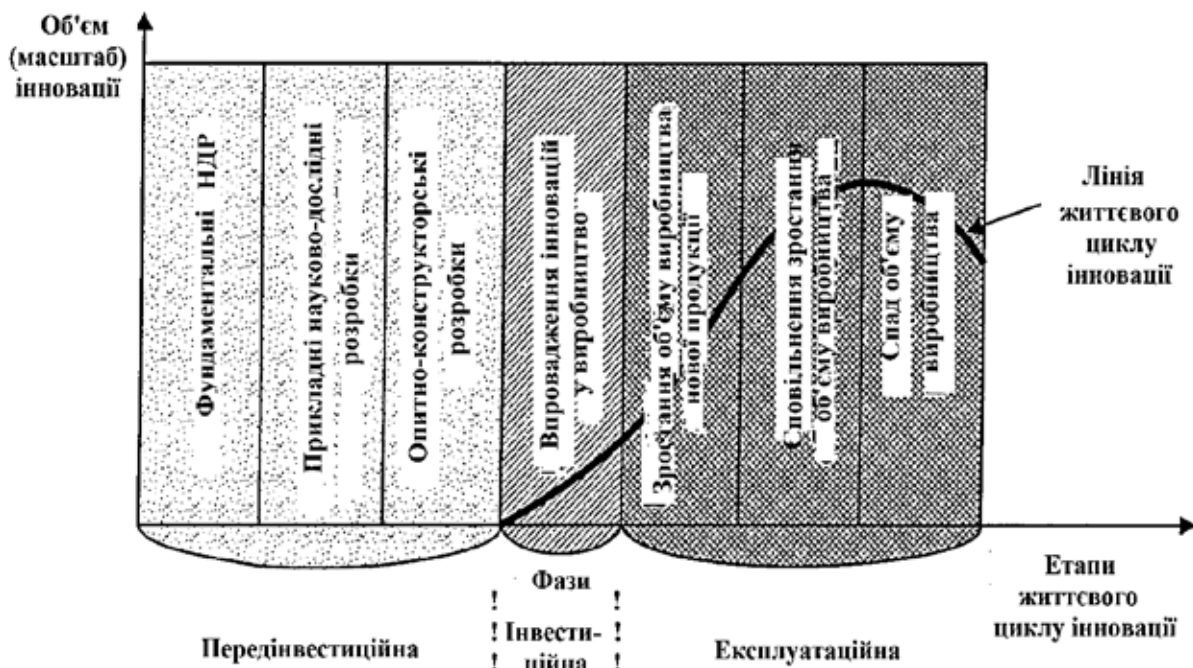 Об'єм
(масштаб)
інновації
Фундаментальні НДР
Прикладні науково-дослідні
розробки
Опитно-конструкторські
розробки
Впровадження інновацій
у виробництво
Зростання об'єму виробництва
нової продукції
Сповільнення зростання
об'єму виробництва
Спад об'єму
виробництва
Лінія
життєвого
циклу
інновації
Фази
Передінвестиційна
Інвести-
ційна
Експлуатаційна
Етапи
життєвого
циклу інновації